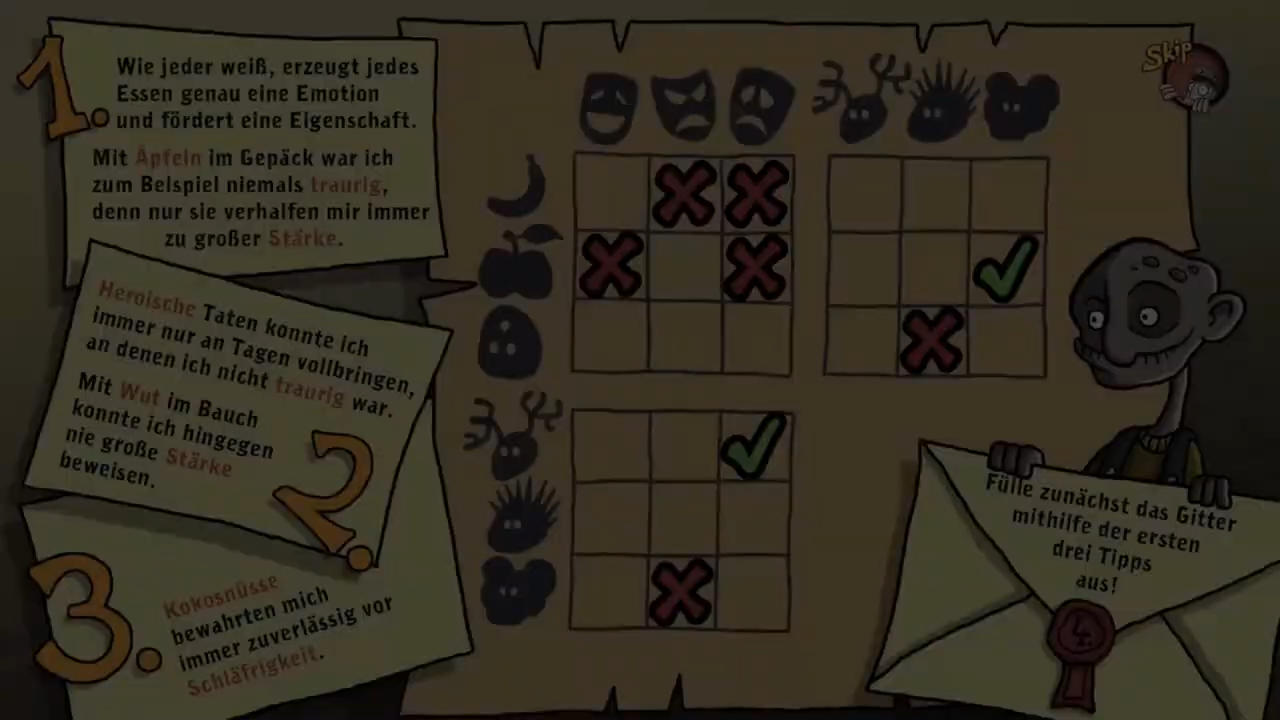 1.
Wie jeder weiß, erzeugt jedes
Essen genau eine Emotion
und fördert eine Eigenschaft.
Mit Äpfeln im Gepäck war ich
zum Beispiel niemals traurig,
denn nur sie verhalfen mir immer
zu großer Stärke.
Heroische Taten konnte ich
immer nur an Tagen vollbringen,
an denen ich nicht traurig war.
Mit Wut im Bauch
konnte ich hingegen
nie große Stärke
beweisen.
2.
3.
Kokosnüsse
bewahrten mich
immer zuverlässig vor
Schläfrigkeit.
Skip
Fülle zunächst das Gitter
mithilfe der ersten
drei Tipps
aus!
4.